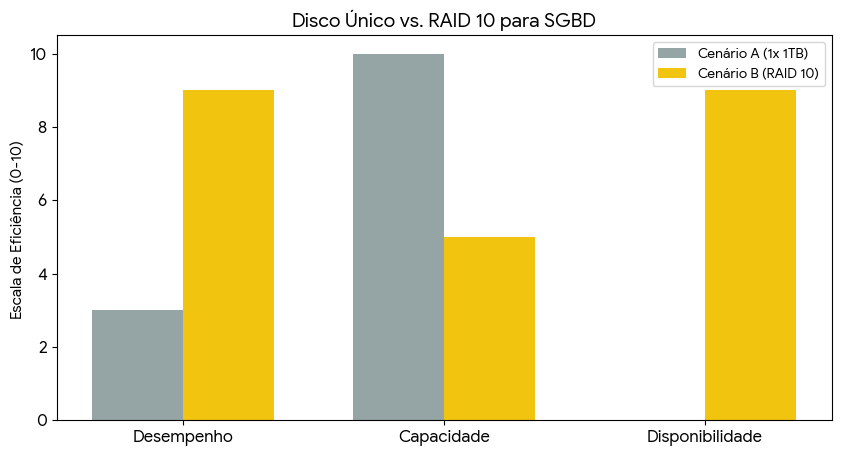 Disco Único vs. RAID 10 para SGBD
Cenário A (1x 1TB)
Cenário B (RAID 10)
Escala de Eficiência (0-10)
10
8
6
4
2
0
Desempenho
Capacidade
Disponibilidade